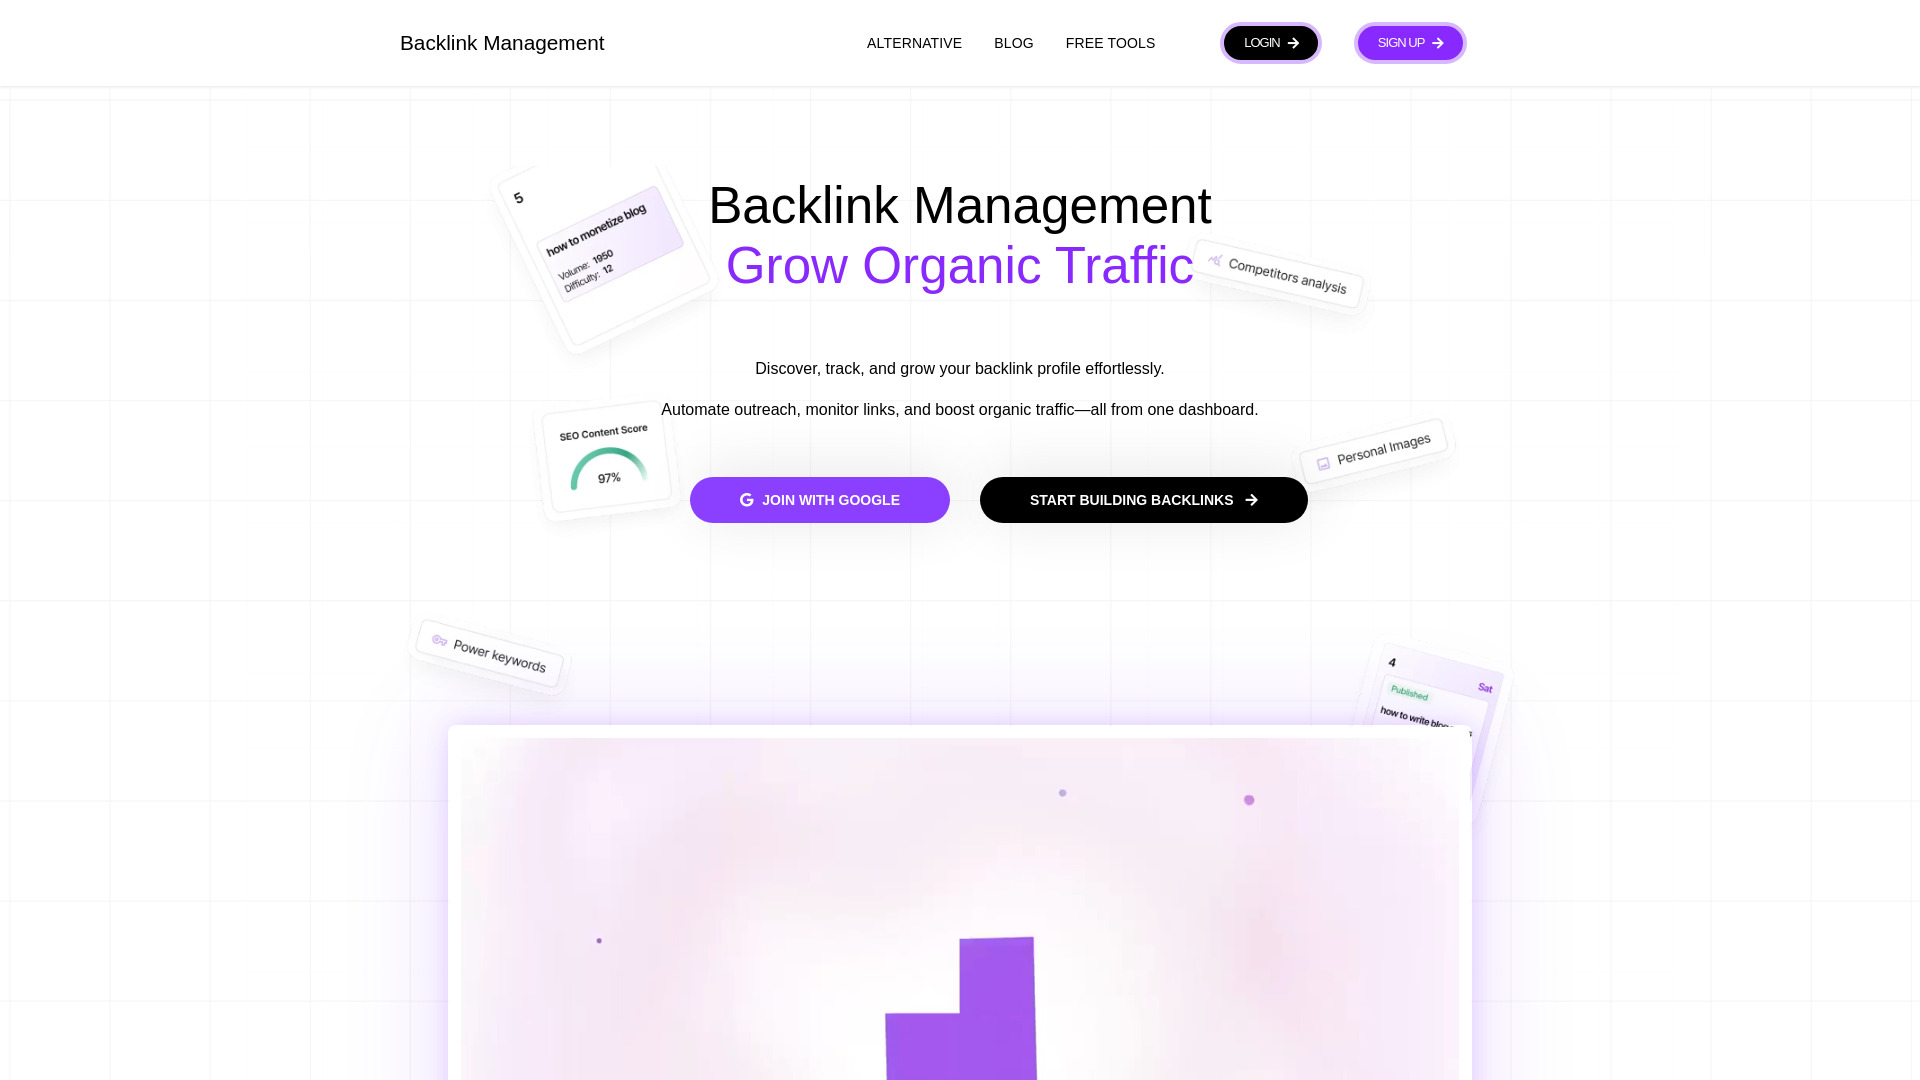 Backlink Management
ALTERNATIVE
BLOG
FREE TOOLS
LOGIN
SIGN UP
5
how to monetize blog
Volume: 1950
Difficulty: 12
Backlink Management
Grow Organic Traffic
Competitors analysis
Discover, track, and grow your backlink profile effortlessly.
Automate outreach, monitor links, and boost organic traffic—all from one dashboard.
SEO Content Score
97%
Personal Images
JOIN WITH GOOGLE
START BUILDING BACKLINKS
Power keywords
4
Sat
Published
how to write